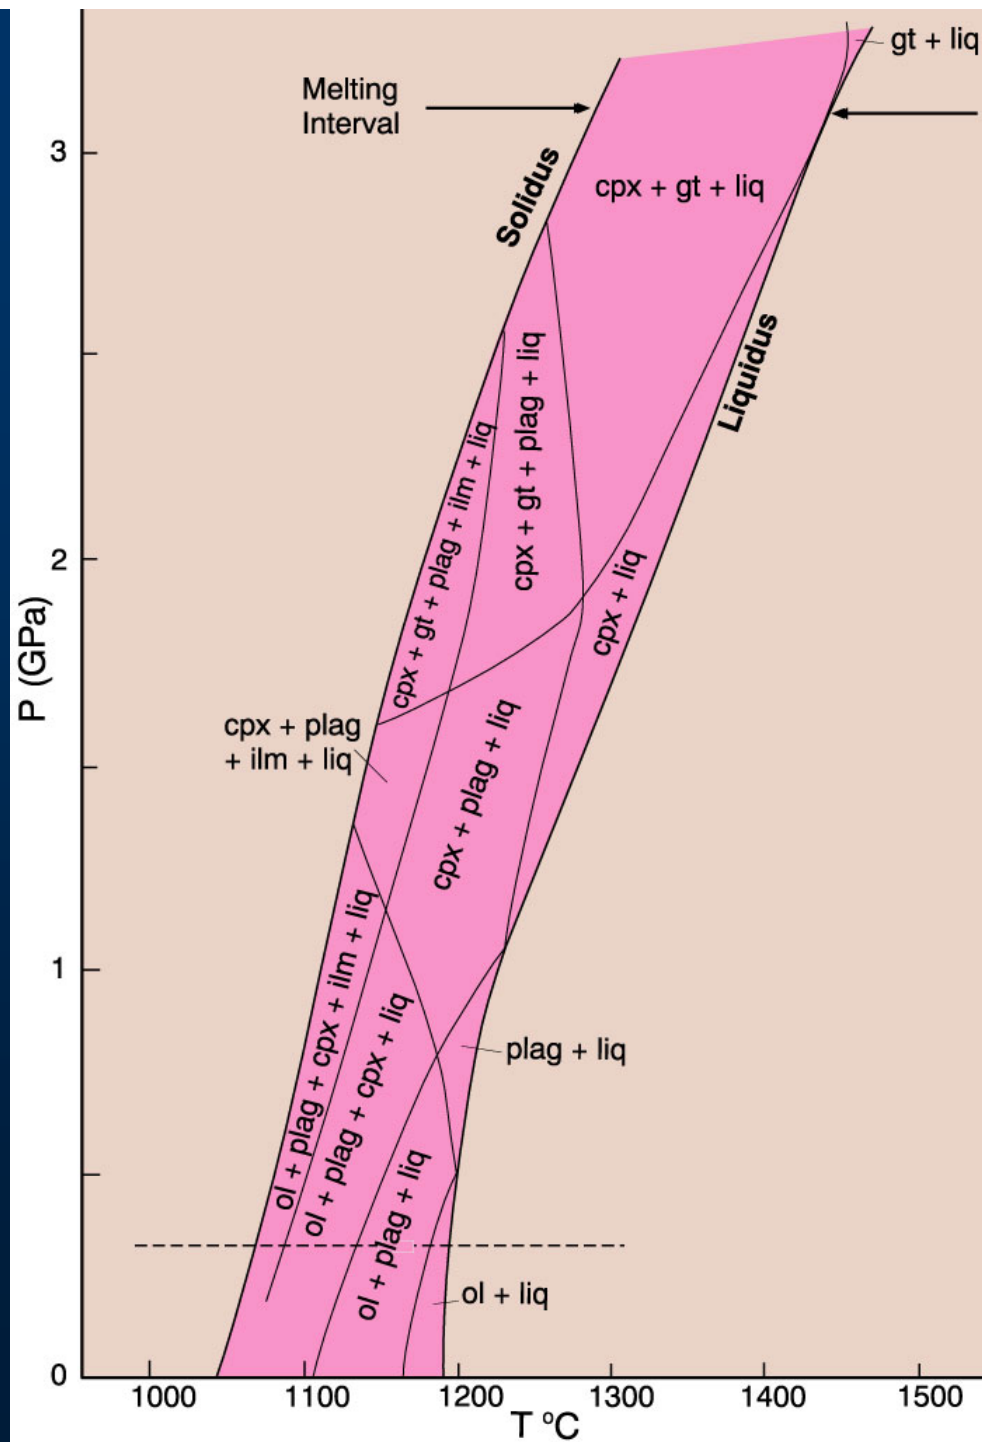 gt + liq
Melting
Interval
3
Solidus
cpx + gt + liq
Liquidus
cpx + gt + plag + liq
cpx + gt + plag + ilm + liq
2
cpx + liq
P (GPa)
cpx + plag
+ ilm + liq
cpx + plag + liq
1
ol + plag + cpx + ilm + liq
ol + plag + cpx + liq
plag + liq
ol + plag + liq
ol + liq
0
1000 1100 1200 1300 1400 1500
T °C